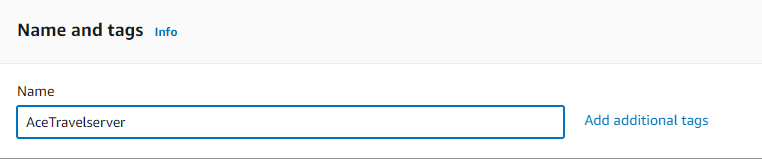 Name and tags Info
Name
AceTravelserver Add additional tags